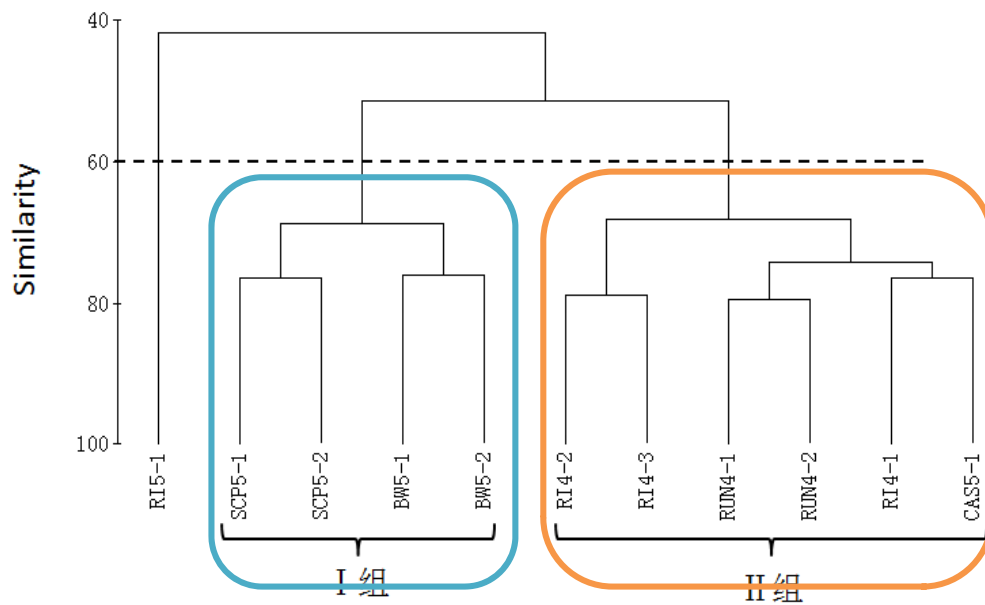 40
60
80
100
Similarity
RI5-1
SCP5-1
SCP5-2
BW5-1
BW5-2
RI4-2
RI4-3
RUN4-1
RUN4-2
RI4-1
CAS5-1
I 组
II 组